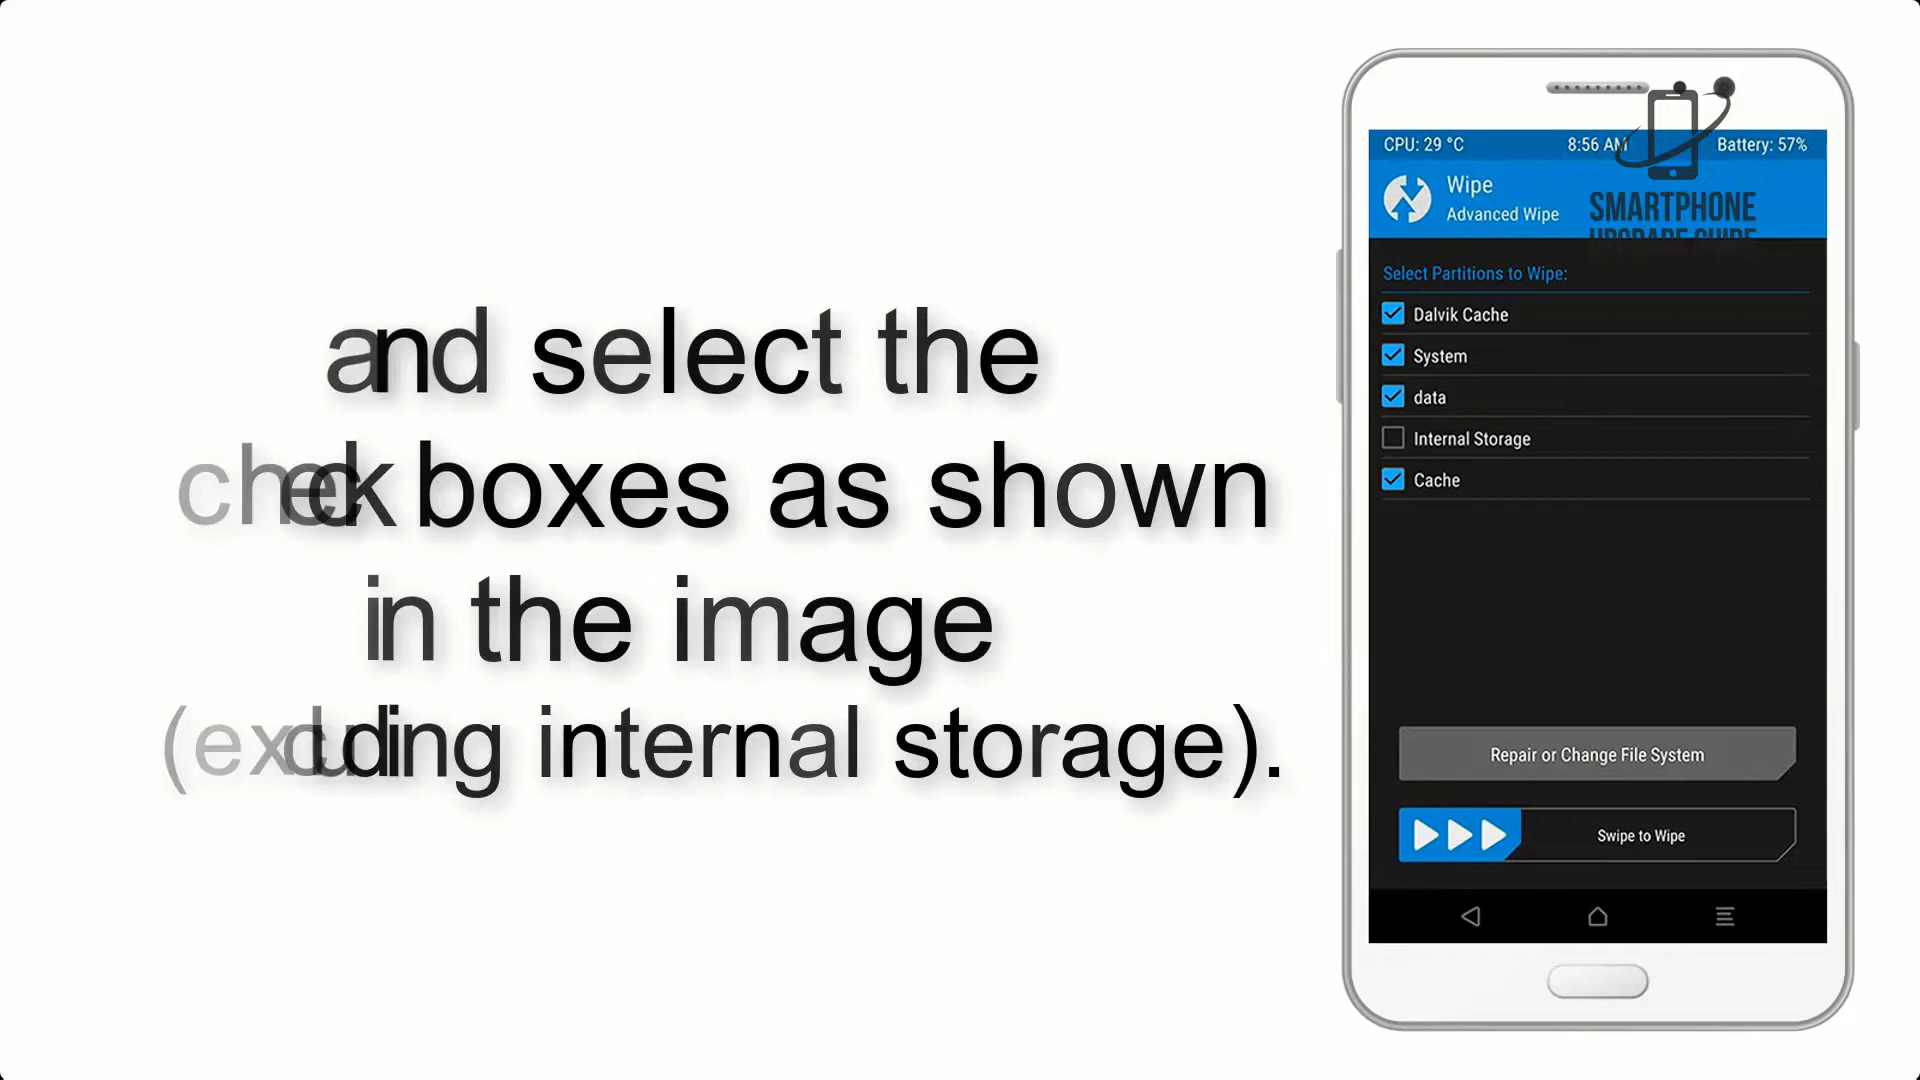 and select the
check boxes as shown
in the image
(excluding internal storage).
CPU: 29 °C
8:56 AM
Battery: 57%
Wipe
Advanced Wipe
SMARTPHONE
UPGRADE GUIDE
Select Partitions to Wipe:
Dalvik Cache
System
data
Internal Storage
Cache
Repair or Change File System
Swipe to Wipe